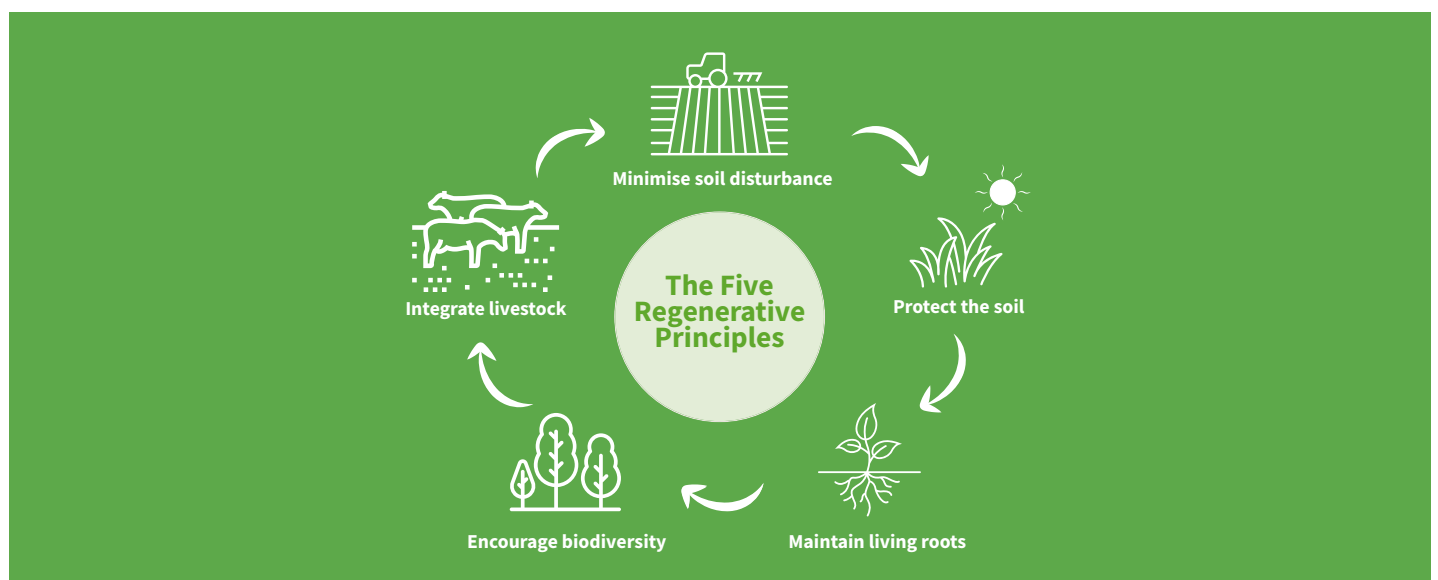 Minimise soil disturbance
Protect the soil
Maintain living roots
Encourage biodiversity
Integrate livestock
The Five
Regenerative
Principles